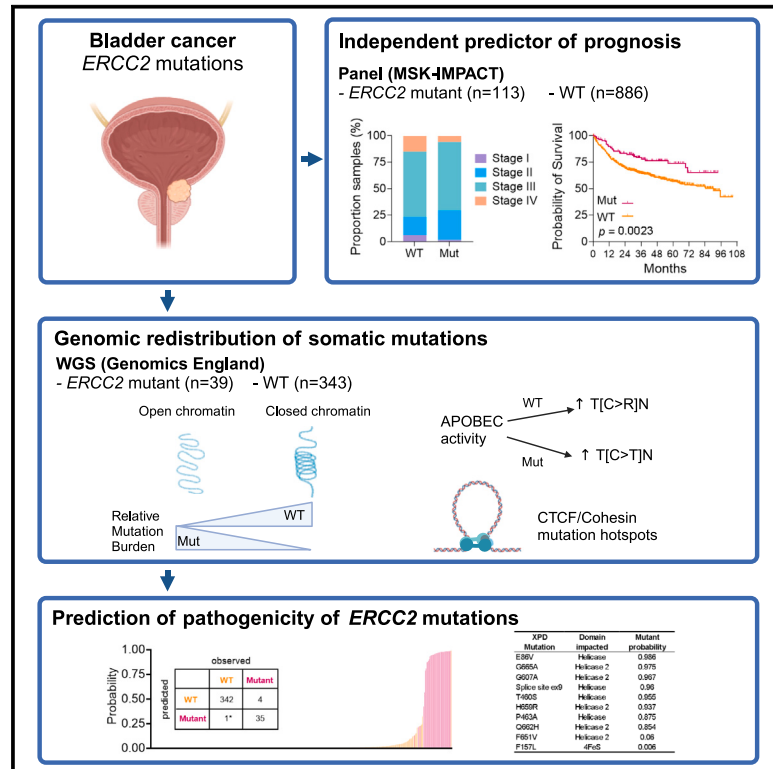 Bladder cancer
ERCC2 mutations
Independent predictor of prognosis
Panel (MSK-IMPACT)
- ERCC2 mutant (n=113) - WT (n=886)
Proportion samples (%)
100
75
50
25
0
WT Mut
Stage I
Stage II
Stage III
Stage IV
Probability of Survival
100
75
50
25
0
Mut
WT
p = 0.0023
0 12 24 36 48 60 72 84 96 108
Months
Genomic redistribution of somatic mutations
WGS (Genomics England)
- ERCC2 mutant (n=39) - WT (n=343)
Open chromatin Closed chromatin
Relative
Mutation
Burden
WT
Mut
APOBEC
activity
WT
↑ T[C>R]N
Mut
↑ T[C>T]N
CTCF/Cohesin
mutation hotspots
Prediction of pathogenicity of ERCC2 mutations
Probability
1.00
0.75
0.50
0.25
0.00
observed
predicted
WT Mutant
WT 342 4
Mutant 1* 35
XPD Mutation Domain impacted Mutant probability
E86V Helicase 0.986
G665A Helicase 2 0.975
G607A Helicase 2 0.967
Splice site ex9 Helicase 0.96
T460S Helicase 0.955
H659R Helicase 2 0.937
P463A Helicase 0.875
Q662H Helicase 2 0.854
F651V Helicase 2 0.06
F157L 4FeS 0.006